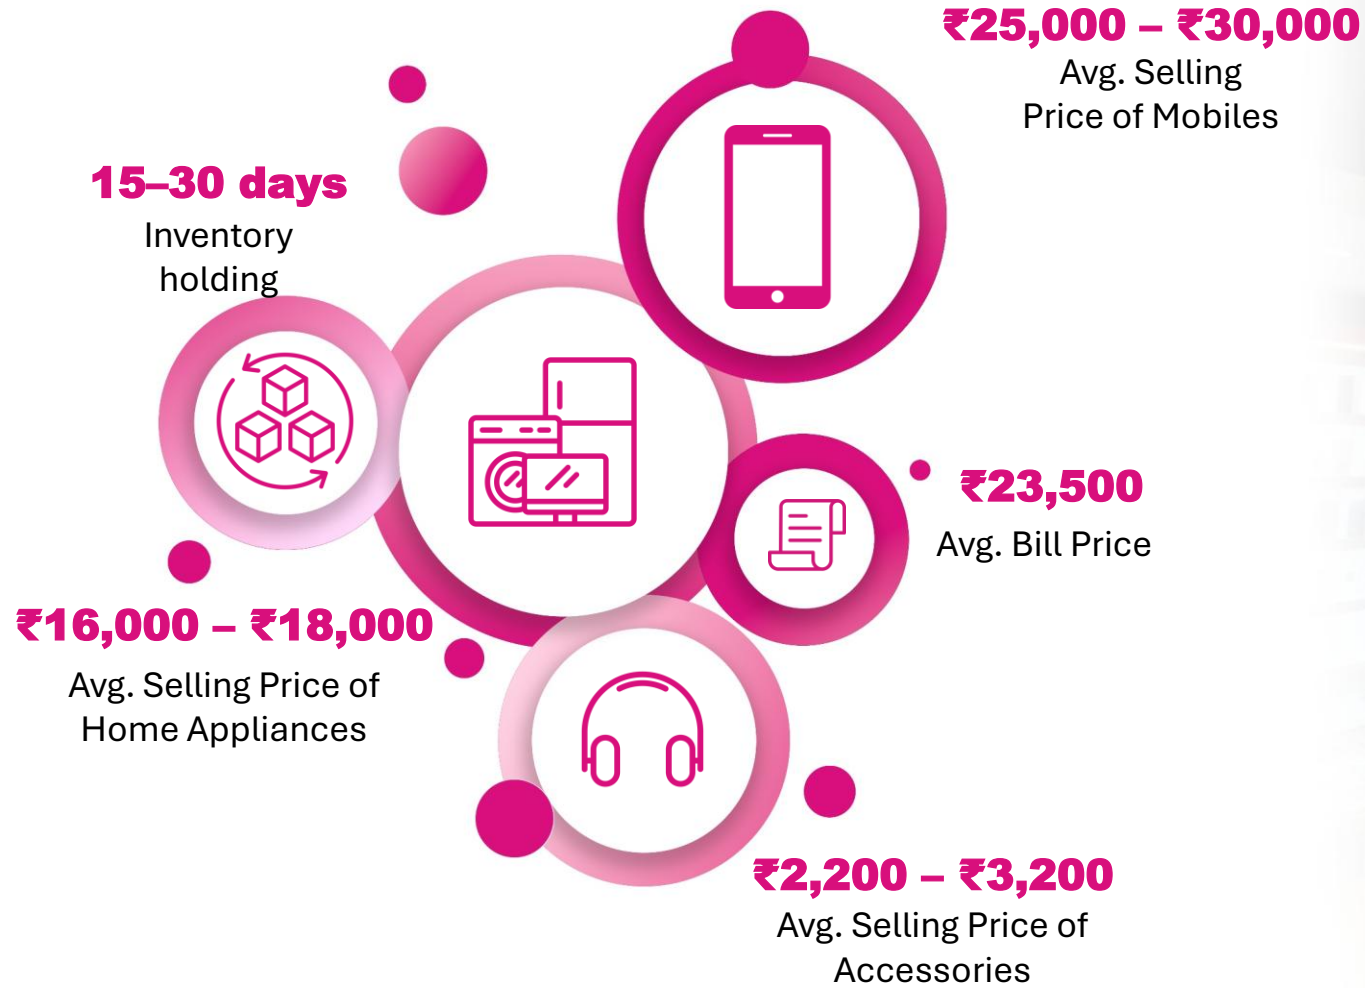 ₹25,000 – ₹30,000
Avg. Selling
Price of Mobiles
15–30 days
Inventory
holding
₹23,500
Avg. Bill Price
₹16,000 – ₹18,000
Avg. Selling Price of
Home Appliances
₹2,200 – ₹3,200
Avg. Selling Price of
Accessories